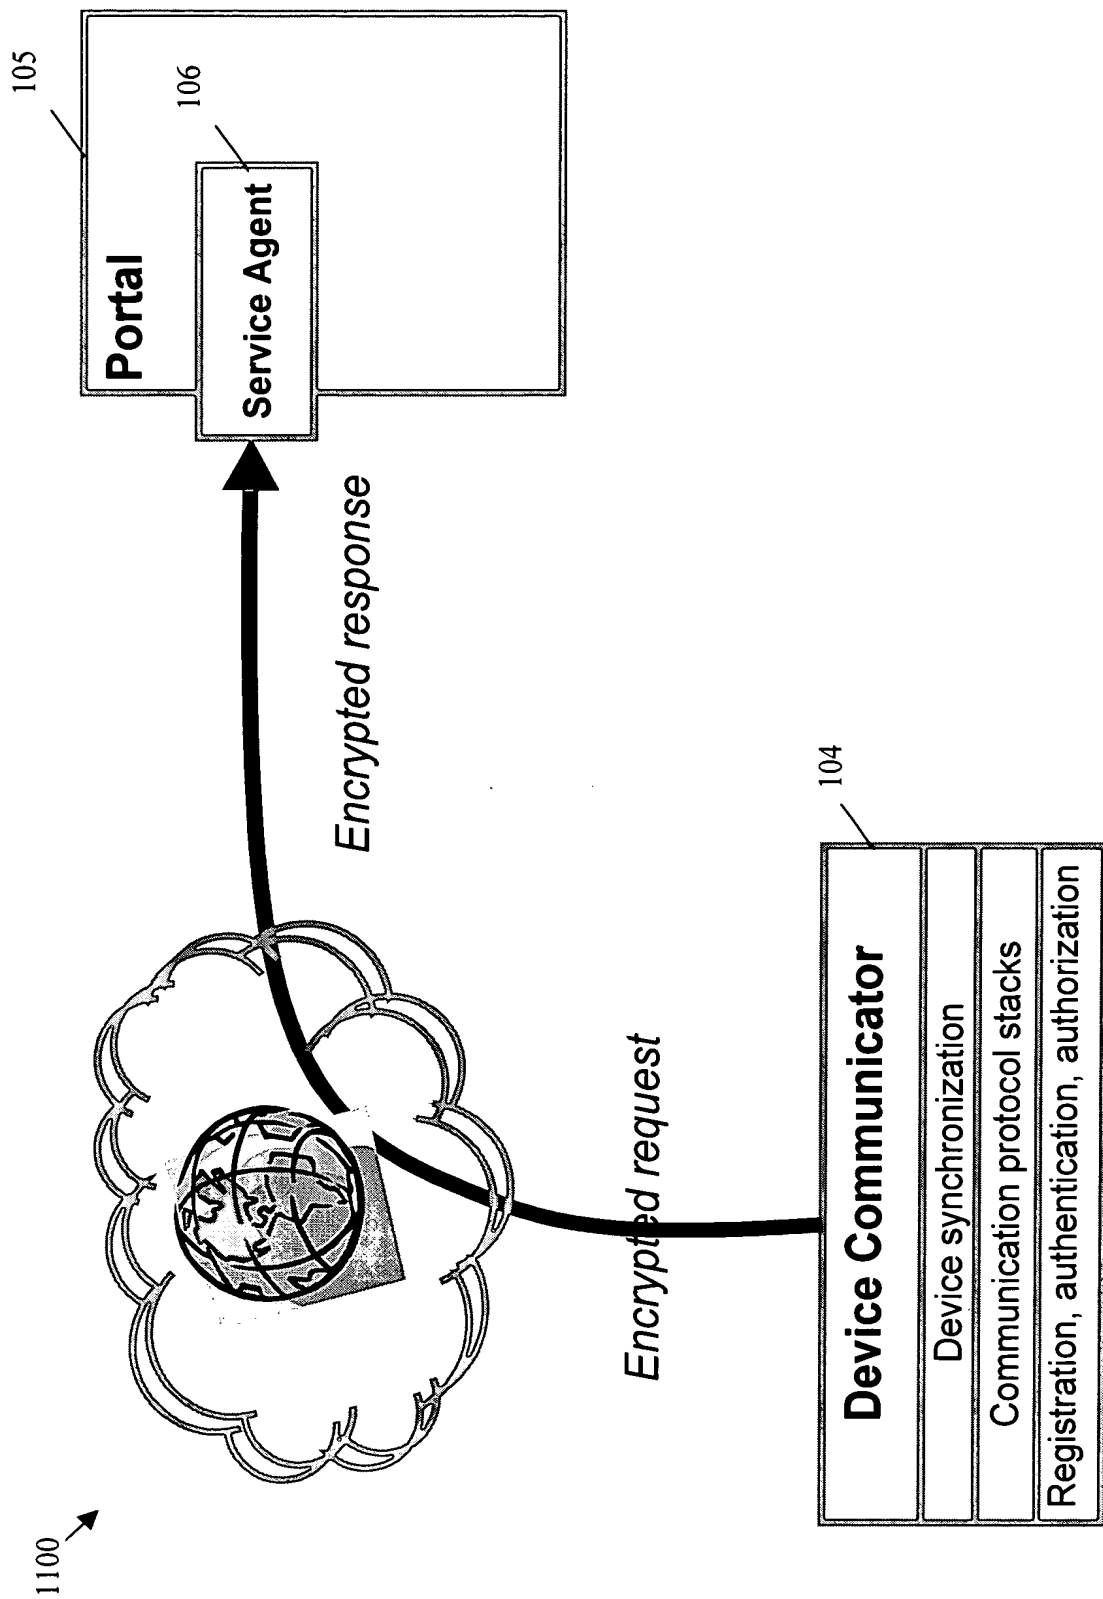 1100
105
Portal
106
Service Agent
Encrypted response
Encrypted request
104
Device Communicator
Device synchronization
Communication protocol stacks
Registration, authentication, authorization